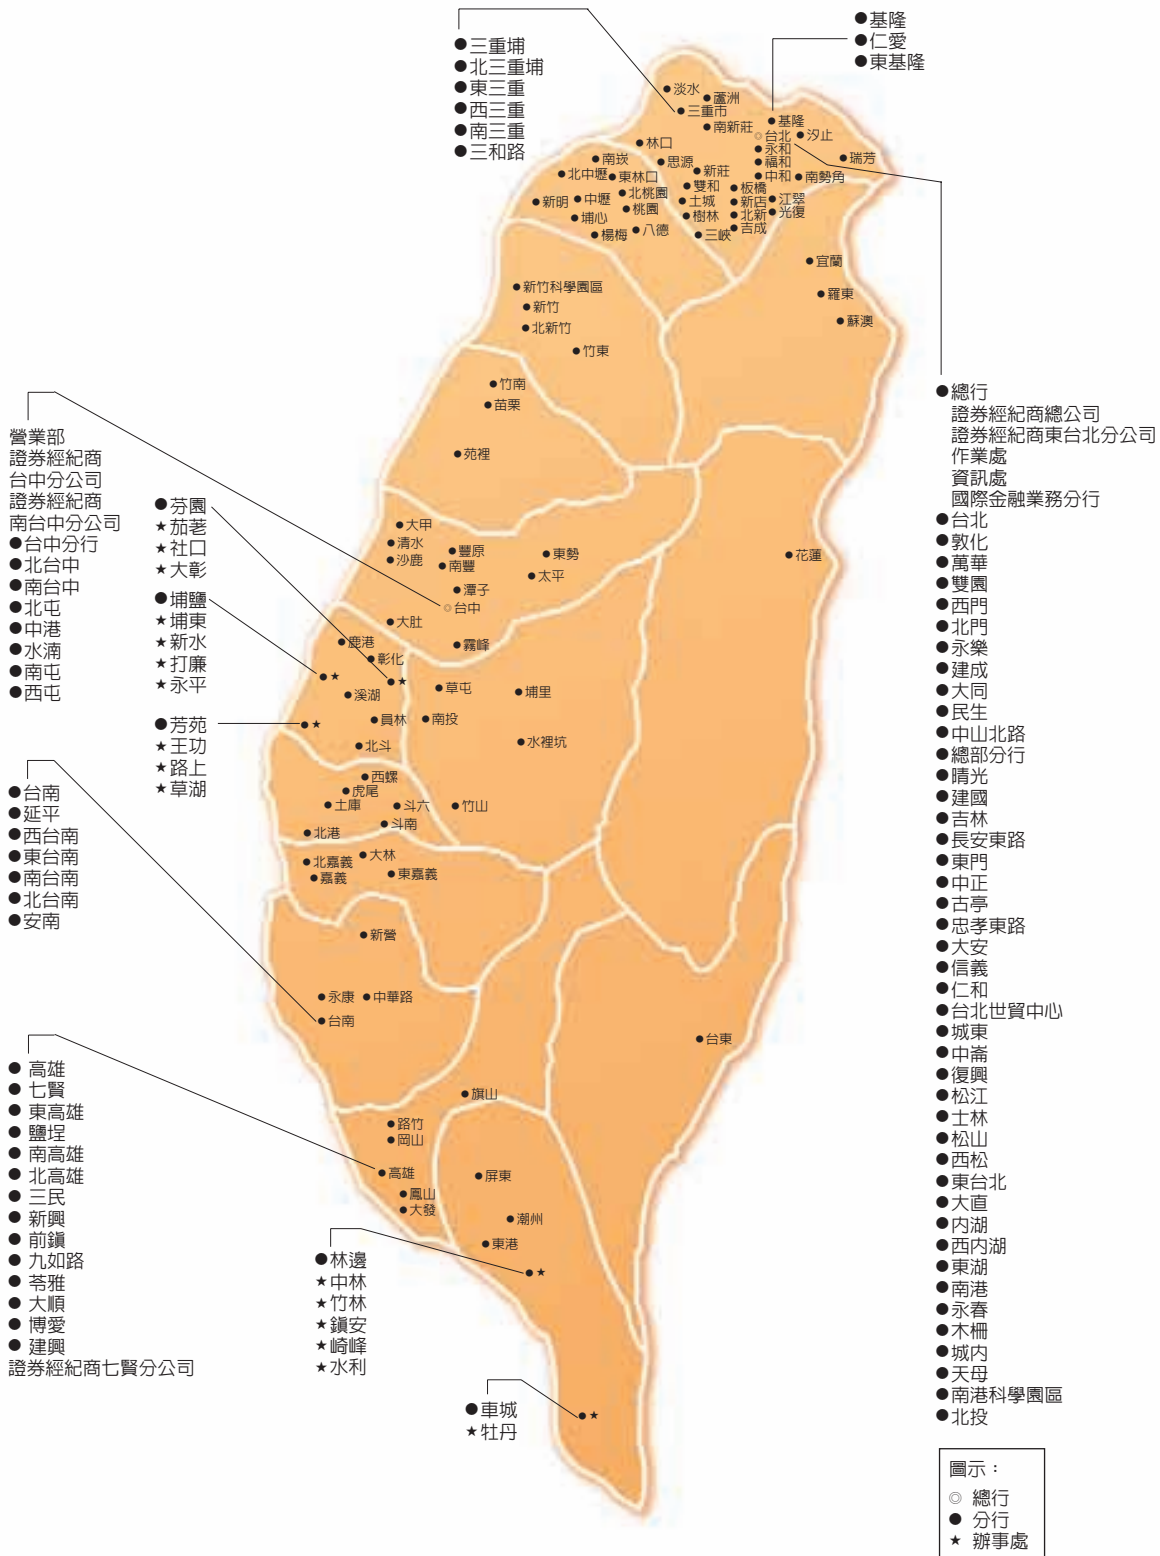 ●三重埔
●北三重埔
●東三重
●西三重
●南三重
●三和路
●基隆
●仁愛
●東基隆
●淡水
●蘆洲
●三重市
●南新莊
●基隆
◎台北
●汐止
●永和
●福和
●中和
●瑞芳
●南勢角
●林口
●思源
●新莊
●南崁
●東林口
●北中壢
●雙和
●板橋
●北桃園
●新明
●中壢
●土城
●新店
●江翠
●桃園
●樹林
●北新
●光復
●埔心
●楊梅
●八德
●三峽
●吉成
●宜蘭
●羅東
●蘇澳
●新竹科學園區
●新竹
●北新竹
●竹東
●竹南
●苗栗
●苑裡
●大甲
●清水
●沙鹿
●豐原
●南豐
●東勢
●太平
●潭子
◎台中
●大肚
●霧峰
●花蓮
●鹿港
●彰化
●★
●★
●溪湖
●草屯
●埔里
●★
●員林
●南投
●北斗
●水裡坑
●西螺
●虎尾
●土庫
●斗六
●竹山
●斗南
●北港
●北嘉義
●大林
●嘉義
●東嘉義
●新營
●永康
●中華路
●台南
●台東
●旗山
●路竹
●岡山
●高雄
●屏東
●鳳山
●大發
●潮州
●東港
●★
●★
營業部
證券經紀商
台中分公司
證券經紀商
南台中分公司
●台中分行
●北台中
●南台中
●北屯
●中港
●水湳
●南屯
●西屯
●芬園
★茄荖
★社口
★大彰
●埔鹽
★埔東
★新水
★打廉
★永平
●芳苑
★王功
★路上
★草湖
●台南
●延平
●西台南
●東台南
●南台南
●北台南
●安南
● 高雄
● 七賢
● 東高雄
● 鹽埕
● 南高雄
● 北高雄
● 三民
● 新興
● 前鎮
● 九如路
● 苓雅
● 大順
● 博愛
● 建興
證券經紀商七賢分公司
●林邊
★中林
★竹林
★鎮安
★崎峰
★水利
●車城
★牡丹
●總行
證券經紀商總公司
證券經紀商東台北分公司
作業處
資訊處
國際金融業務分行
●台北
●敦化
●萬華
●雙園
●西門
●北門
●永樂
●建成
●大同
●民生
●中山北路
●總部分行
●晴光
●建國
●吉林
●長安東路
●東門
●中正
●古亭
●忠孝東路
●大安
●信義
●仁和
●台北世貿中心
●城東
●中崙
●復興
●松江
●士林
●松山
●西松
●東台北
●大直
●內湖
●西內湖
●東湖
●南港
●永春
●木柵
●城內
●天母
●南港科學園區
●北投
圖示：
◎ 總行
● 分行
★ 辦事處